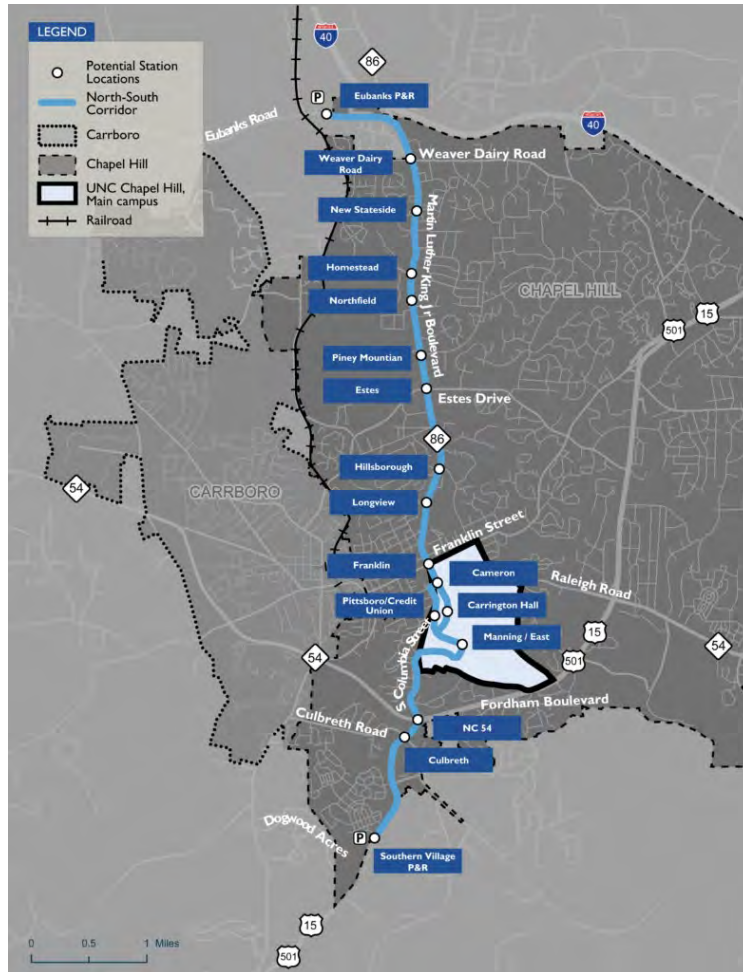 LEGEND
Potential Station
Locations
North-South
Corridor
Carrboro
Chapel Hill
UNC Chapel Hill,
Main campus
Railroad
40
86
P
Eubanks P&R
Eubanks Road
40
Weaver Dairy
Road
Weaver Dairy Road
New Stateside
Martin Luther King Jr Boulevard
Homestead
CHAPEL HILL
Northfield
15
501
Piney Mountian
Estes
Estes Drive
86
Hillsborough
54
CARRBORO
Longview
Franklin Street
Franklin
Cameron
Raleigh Road
Pittsboro/Credit
Union
Carrington Hall
Manning / East
15
501
54
54
S Columbia Street
Fordham Boulevard
Culbreth Road
NC 54
Culbreth
Dogwood Acres
P
Southern Village
P&R
15
501
0 0.5 1 Miles